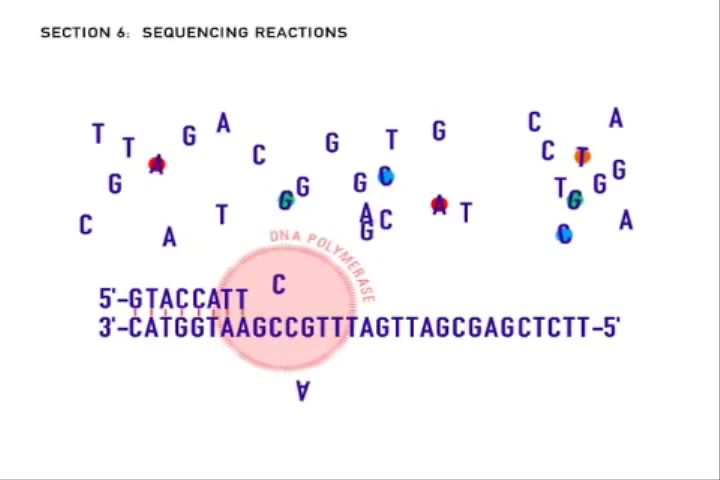 SECTION 6: SEQUENCING REACTIONS
T T A G A C G T G C C T A
G G G G C T G G
C A T A G C A T C A
DNA POLYMERASE
C
5'-GTACCATT
3'-CATGGTAAGCCGTTTAGTTAGCGAGCTCTT-5'
A